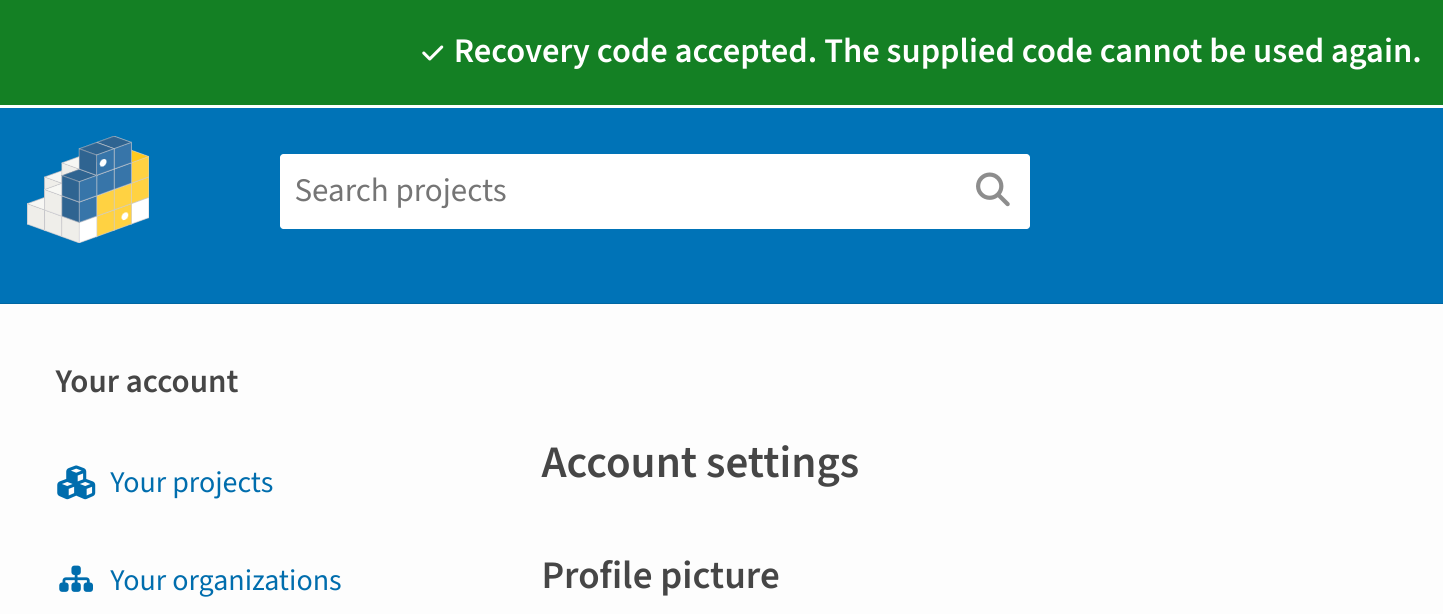 Recovery code accepted. The supplied code cannot be used again.
Search projects
Your account
Account settings
Your projects
Profile picture
Your organizations